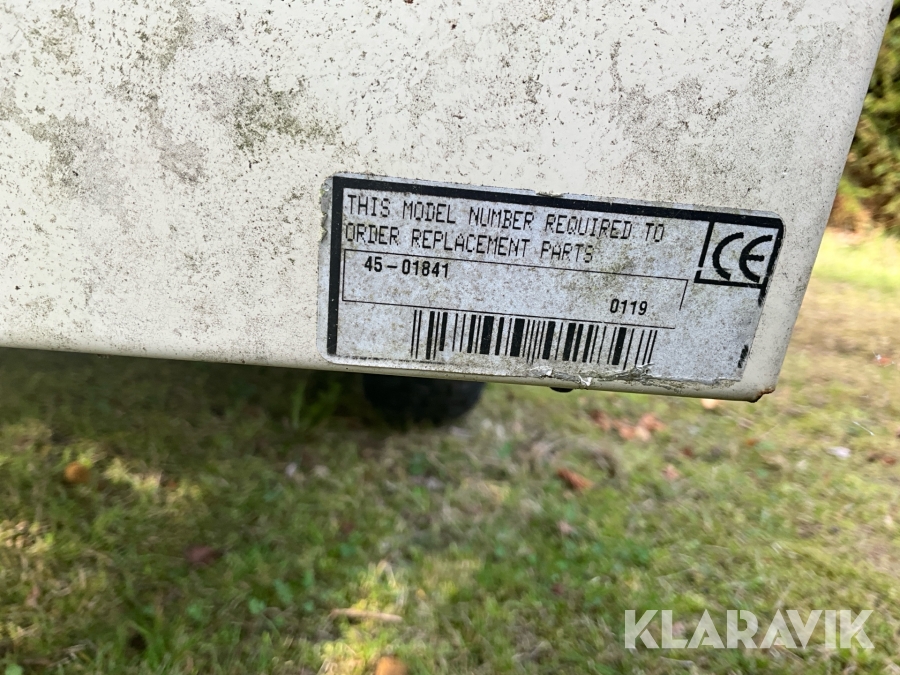 THIS MODEL NUMBER REQUIRED TO
ORDER REPLACEMENT PARTS
CE
45-01841
0119
KLARAVIK